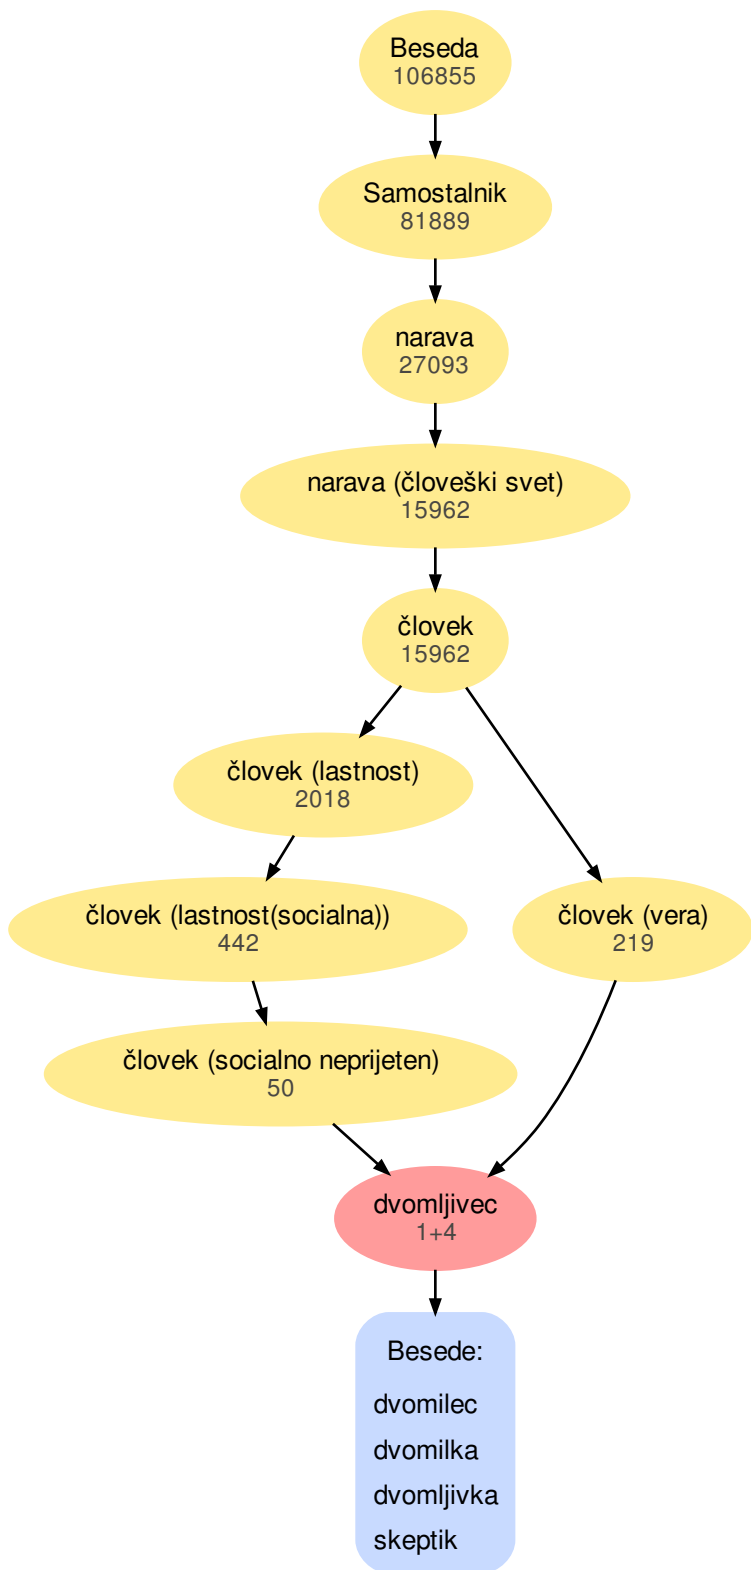 Beseda
106855
Samostalnik
81889
narava
27093
narava (človeški svet)
15962
človek
15962
človek (lastnost)
2018
človek (lastnost(socialna))
442
človek (vera)
219
človek (socialno neprijeten)
50
dvomljivec
1+4
Besede:
dvomilec
dvomilka
dvomljivka
skeptik